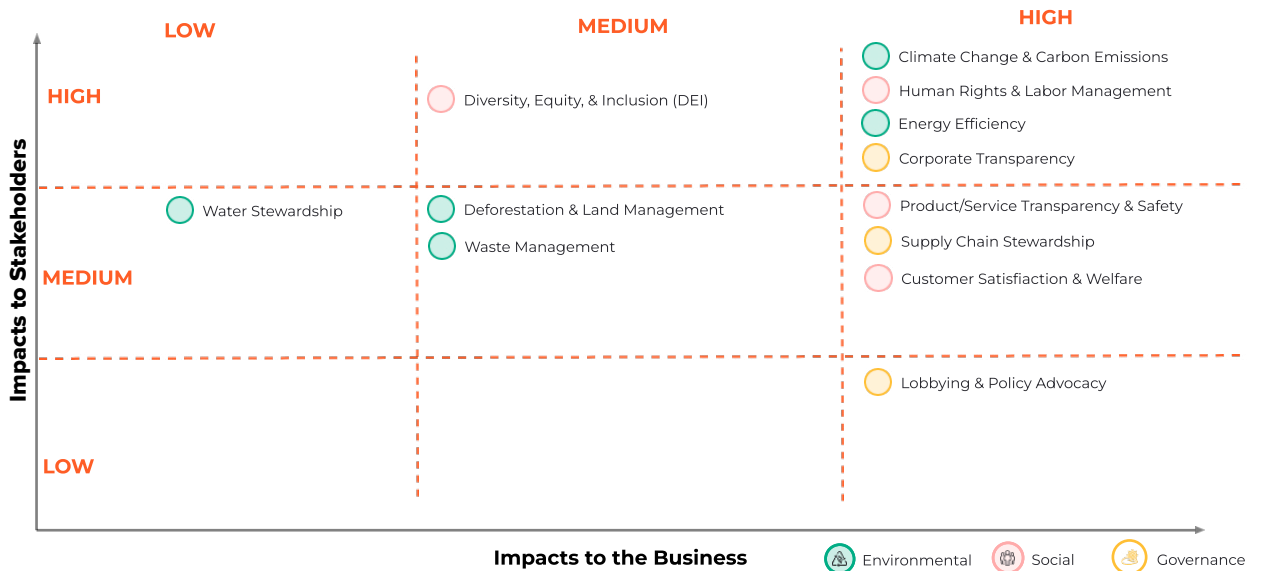 LOW
MEDIUM
HIGH
HIGH
Climate Change & Carbon Emissions
Human Rights & Labor Management
Diversity, Equity, & Inclusion (DEI)
Energy Efficiency
Corporate Transparency
Impacts to Stakeholders
MEDIUM
Water Stewardship
Deforestation & Land Management
Waste Management
Product/Service Transparency & Safety
Supply Chain Stewardship
Customer Satisfiaction & Welfare
LOW
Lobbying & Policy Advocacy
Impacts to the Business
Environmental
Social
Governance